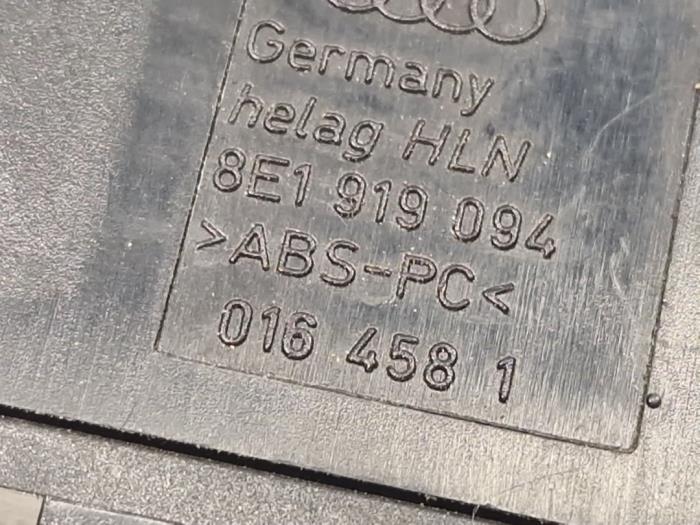 Germany
helag HLN
8E1 919 094
>ABS-PC<
016 458 1